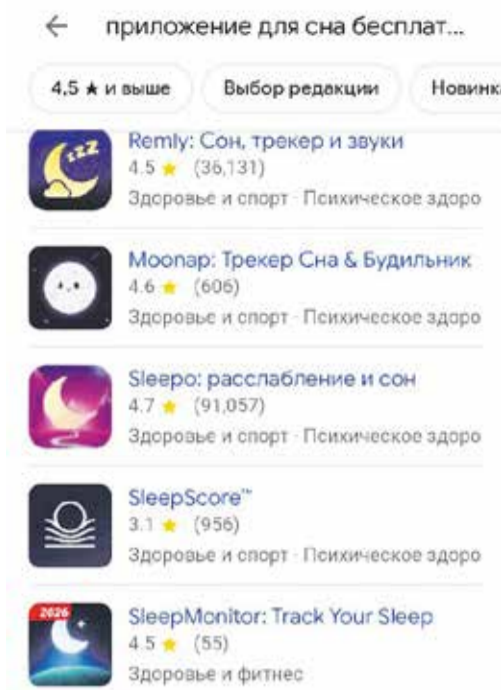 приложение для сна бесплат...
4,5 ★ и выше
Выбор редакции
Новинк
zZZ
Remly: Сон, трекер и звуки
4.5 ★ (36,131)
Здоровье и спорт · Психическое здоро
Moonap: Трекер Сна & Будильник
4.6 ★ (606)
Здоровье и спорт · Психическое здоро
Sleepo: расслабление и сон
4.7 ★ (91,057)
Здоровье и спорт · Психическое здоро
SleepScore™
3.1 ★ (956)
Здоровье и спорт · Психическое здоро
2026
SleepMonitor: Track Your Sleep
4.5 ★ (55)
Здоровье и фитнес